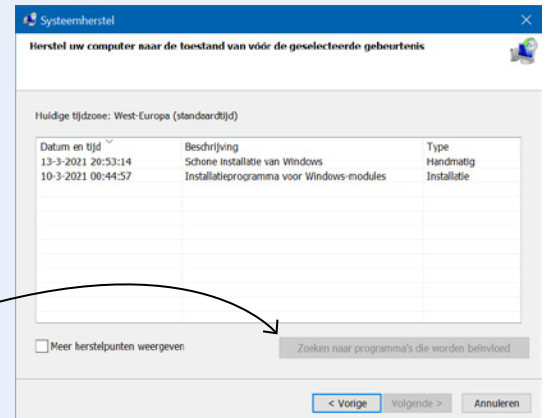 Systeemherstel
Herstel uw computer naar de toestand van vóór de geselecteerde gebeurtenis
Huidige tijdzone: West-Europa (standaardtijd)
Datum en tijd Beschrijving Type
13-3-2021 20:53:14 Schone installatie van Windows Handmatig
10-3-2021 00:44:57 Installatieprogramma voor Windows-modules Installatie
Meer herstelpunten weergeven Zoeken naar programma's die worden beïnvloed
< Vorige Volgende > Annuleren